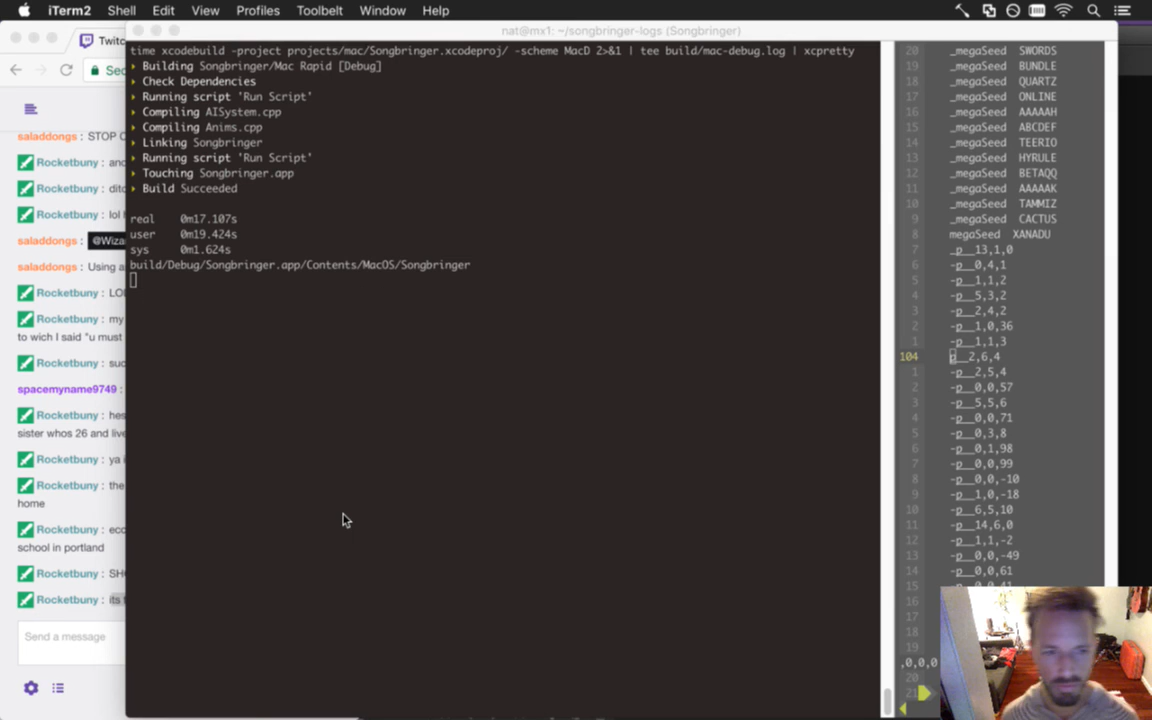 iTerm2 Shell Edit View Profiles Toolbelt Window Help
nat@mx1: ~/songbringer-logs (Songbringer)
Twitc
Sec
saladdongs : STOP
Rocketbuny : and
Rocketbuny : ditc
Rocketbuny : lol
saladdongs : @Wiza
saladdongs : Using a
Rocketbuny : LO
Rocketbuny : my
to wich I said "u must
Rocketbuny : suc
spacemyname9749 :
Rocketbuny : hes
sister whos 26 and live
Rocketbuny : ya i
Rocketbuny : the
home
Rocketbuny : ecc
school in portland
Rocketbuny : SH
Rocketbuny : its
Send a message
time xcodebuild -project projects/mac/Songbringer.xcodeproj/ -scheme MacD 2>&1 | tee build/mac-debug.log | xcpretty
Building Songbringer/Mac Rapid [Debug]
Check Dependencies
Running script 'Run Script'
Compiling AISystem.cpp
Compiling Anims.cpp
Linking Songbringer
Running script 'Run Script'
Touching Songbringer.app
Build Succeeded
real 0m17.107s
user 0m19.424s
sys 0m1.624s
build/Debug/Songbringer.app/Contents/MacOS/Songbringer
20 _megaSeed SWORDS
19 _megaSeed BUNDLE
18 _megaSeed QUARTZ
17 _megaSeed ONLINE
16 _megaSeed AAAAAH
15 _megaSeed ABCDEF
14 _megaSeed TEERIO
13 _megaSeed HYRULE
12 _megaSeed BETAQQ
11 _megaSeed AAAAAK
10 _megaSeed TAMMIZ
9 _megaSeed CACTUS
8 megaSeed XANADU
7 -p__13,1,0
6 -p__0,4,1
5 -p__1,1,2
4 -p__5,3,2
3 -p__2,4,2
2 -p__1,0,36
1 -p__1,1,3
104 p__2,6,4
1 -p__2,5,4
2 -p__0,0,57
3 -p__5,5,6
4 -p__0,0,71
5 -p__0,3,8
6 -p__0,1,98
7 -p__0,0,99
8 -p__0,0,-10
9 -p__1,0,-18
10 -p__6,5,10
11 -p__14,6,0
12 -p__1,1,-2
13 -p__0,0,-49
14 -p__0,0,61
15
16
17
18
19
,0,0,0
20
21